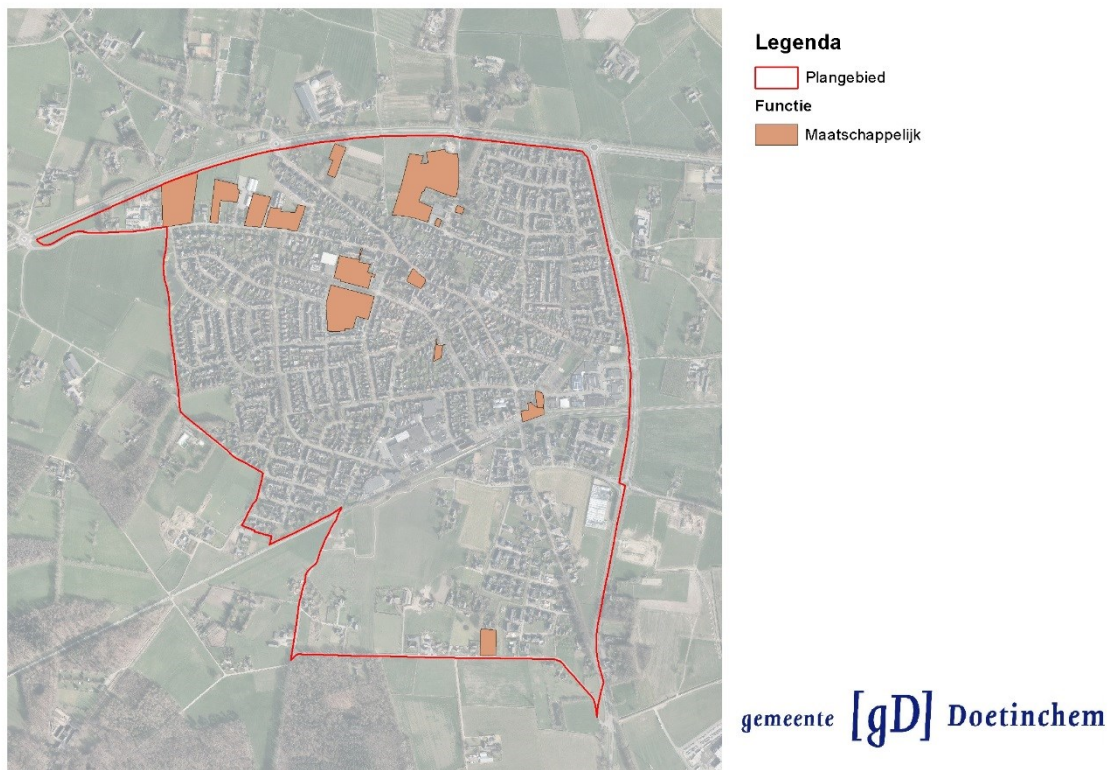 Legenda
Plangebied
Functie
Maatschappelijk
gemeente [gD] Doetinchem